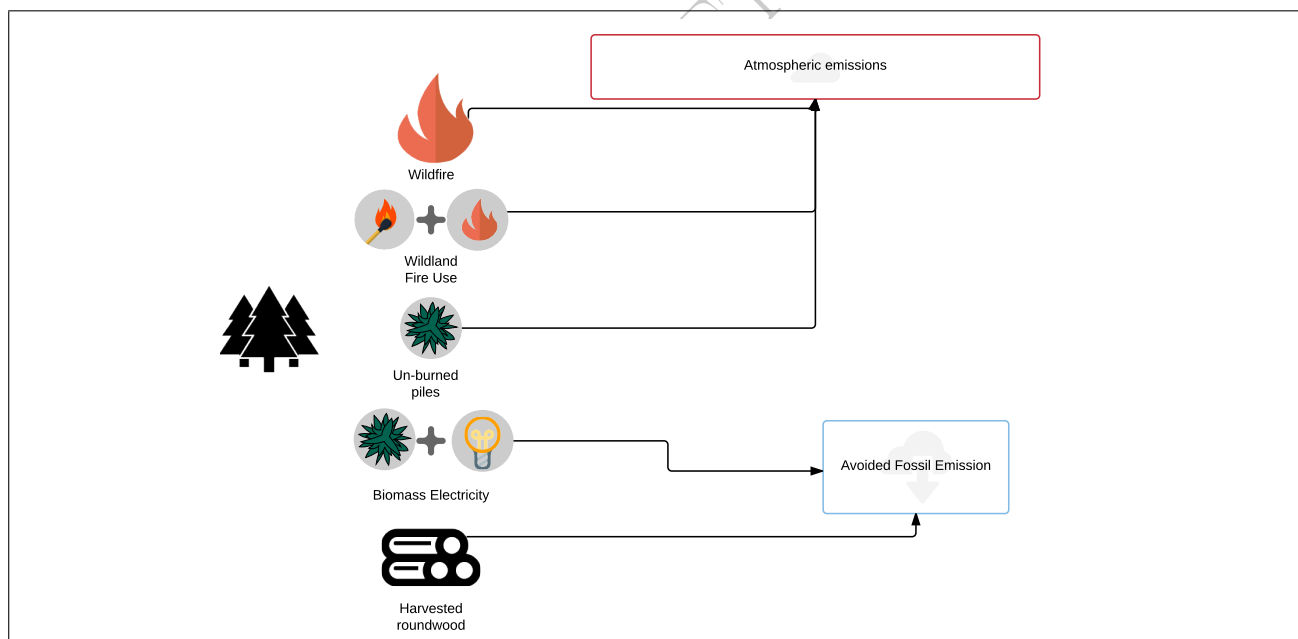 Atmospheric emissions
Wildfire
Wildland
Fire Use
Un-burned
piles
Biomass Electricity
Avoided Fossil Emission
Harvested
roundwood